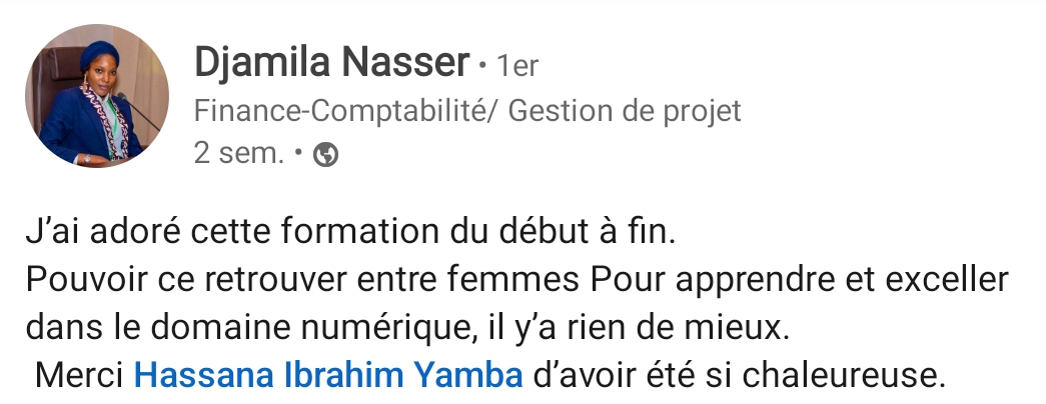 Djamila Nasser • 1er
Finance-Comptabilité/ Gestion de projet
2 sem. •
J’ai adoré cette formation du début à fin.
Pouvoir ce retrouver entre femmes Pour apprendre et exceller
dans le domaine numérique, il y’a rien de mieux.
Merci Hassana Ibrahim Yamba d’avoir été si chaleureuse.